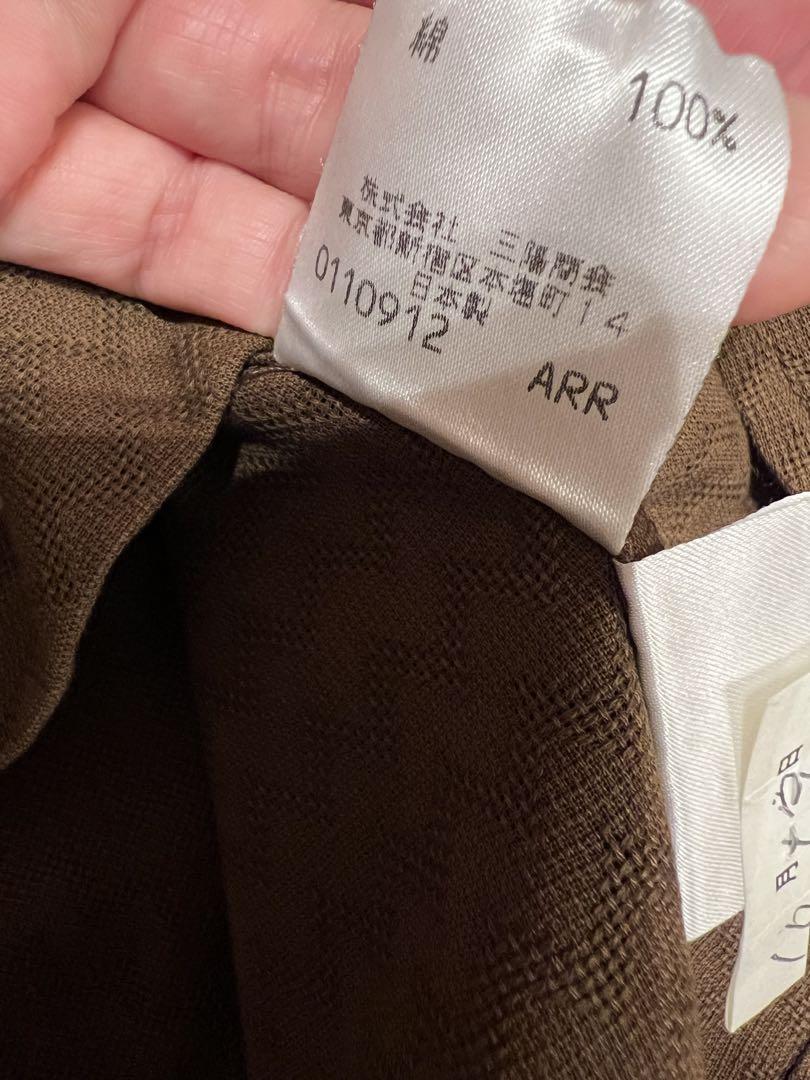 綿 100%
株式会社 三陽商会
東京都新宿区本塩町14
日本製
0110912
ARR